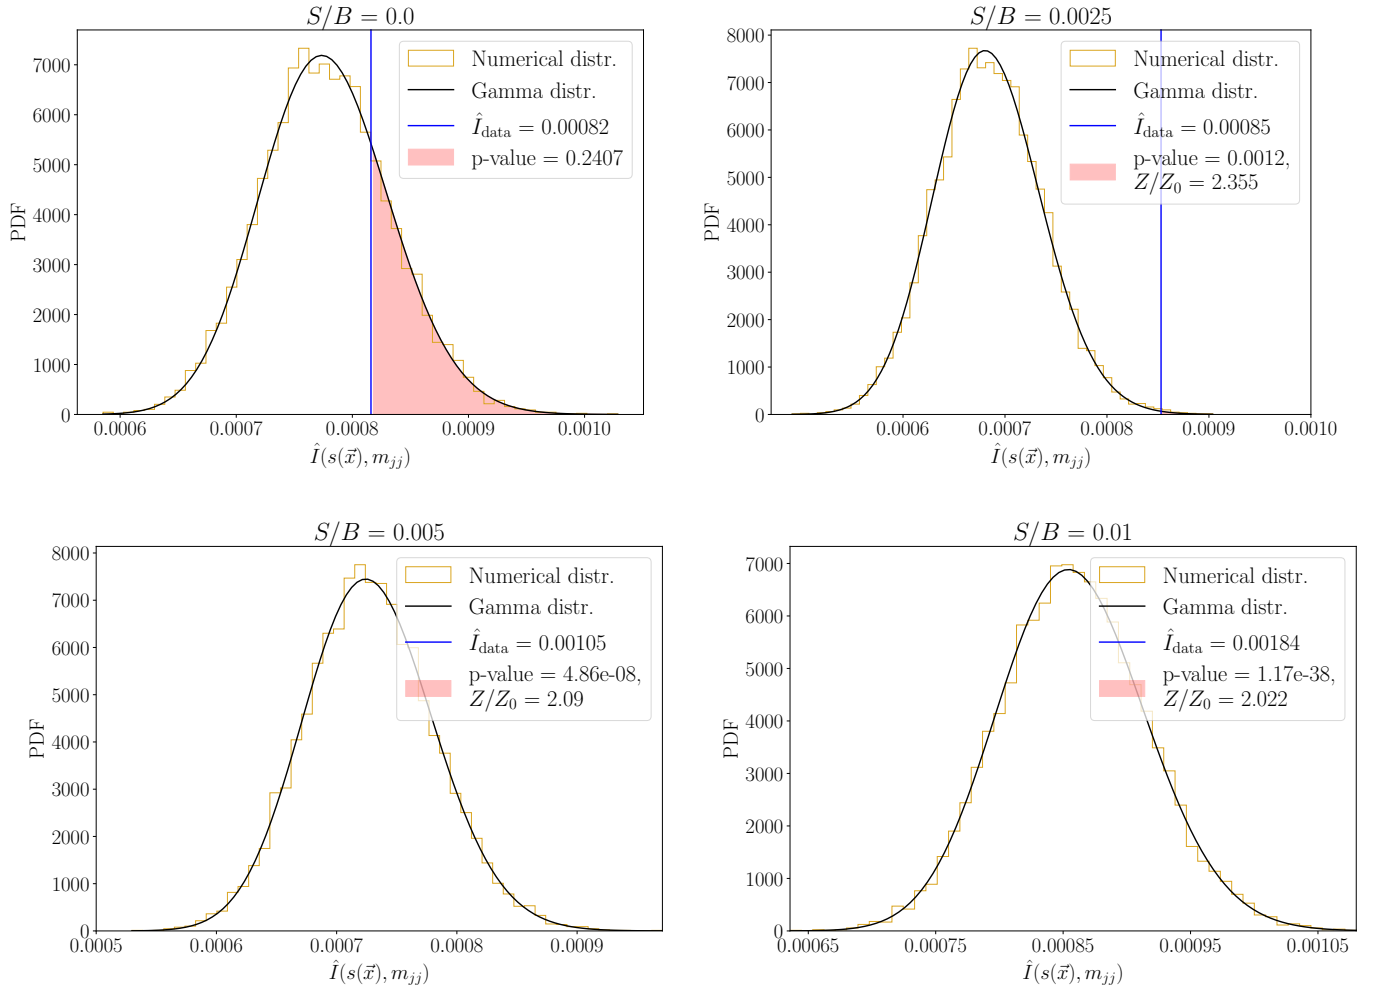 S/B = 0.0
PDF
7000
6000
5000
4000
3000
2000
1000
0
Numerical distr.
Gamma distr.
Î_data = 0.00082
p-value = 0.2407
0.0006 0.0007 0.0008 0.0009 0.0010
Î(s(x⃗), m_jj)
S/B = 0.0025
PDF
8000
7000
6000
5000
4000
3000
2000
1000
0
Numerical distr.
Gamma distr.
Î_data = 0.00085
p-value = 0.0012,
Z/Z_0 = 2.355
0.0006 0.0007 0.0008 0.0009 0.0010
Î(s(x⃗), m_jj)
S/B = 0.005
PDF
8000
7000
6000
5000
4000
3000
2000
1000
0
Numerical distr.
Gamma distr.
Î_data = 0.00105
p-value = 4.86e-08,
Z/Z_0 = 2.09
0.0005 0.0006 0.0007 0.0008 0.0009
Î(s(x⃗), m_jj)
S/B = 0.01
PDF
7000
6000
5000
4000
3000
2000
1000
0
Numerical distr.
Gamma distr.
Î_data = 0.00184
p-value = 1.17e-38,
Z/Z_0 = 2.022
0.00065 0.00075 0.00085 0.00095 0.00105
Î(s(x⃗), m_jj)